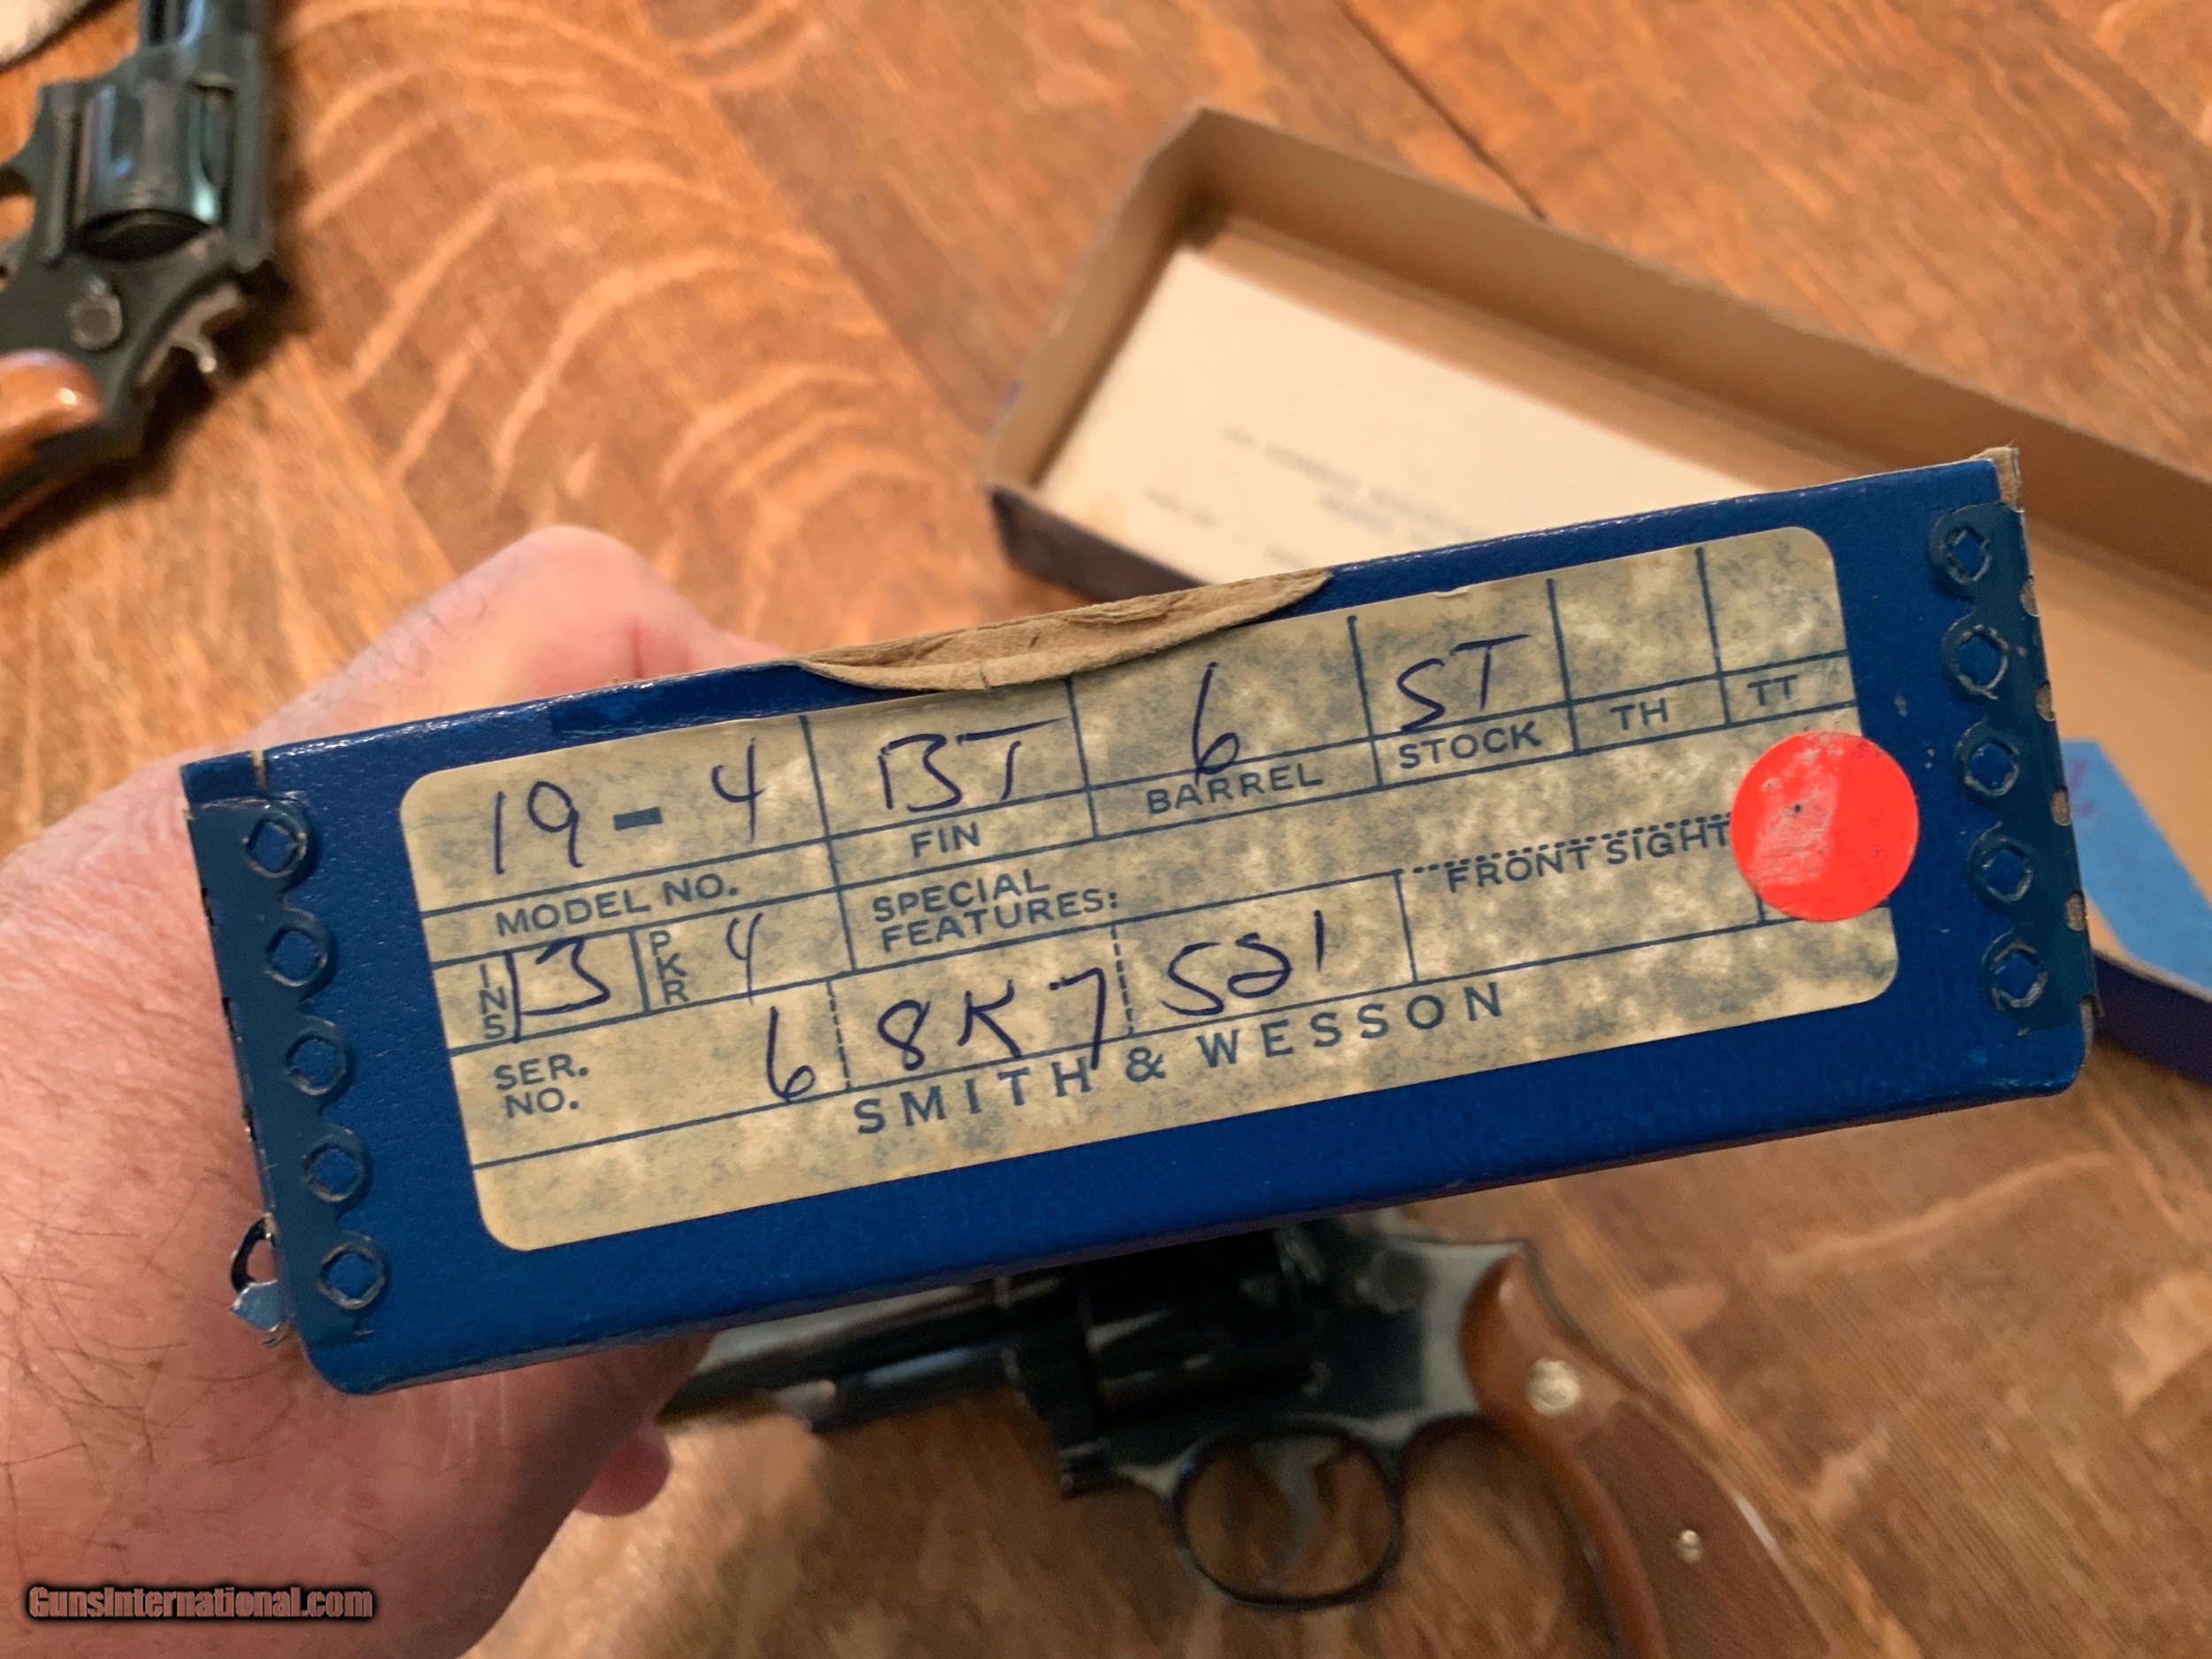 19-4 BT 6 ST
MODEL NO. FIN BARREL STOCK TH TT
INS 13 PKR 4 SPECIAL FEATURES: FRONT SIGHT
SER. NO. 6 8K7 521
SMITH & WESSON
GunsInternational.com